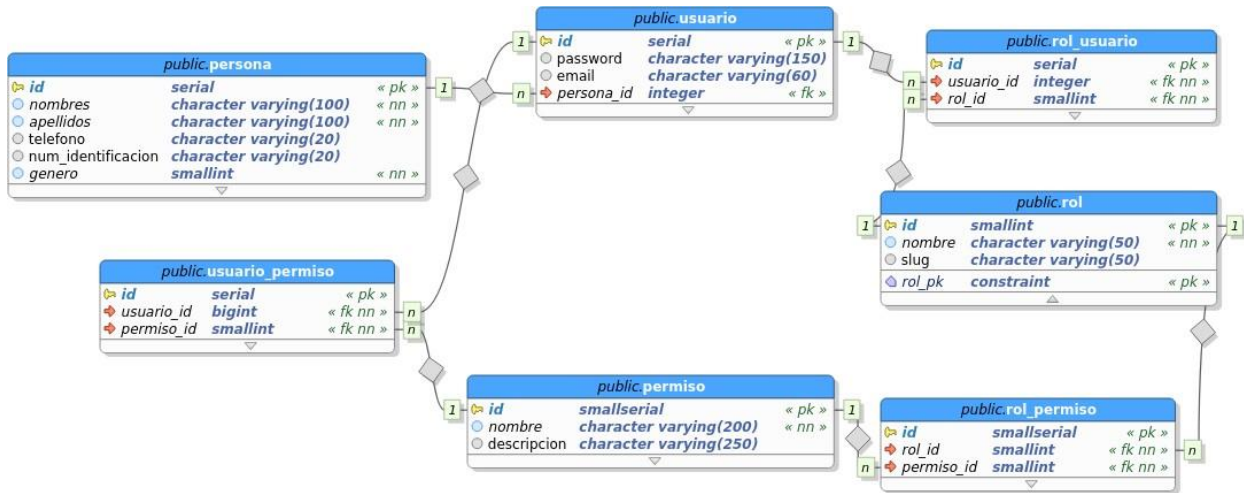 public.persona
id serial « pk »
nombres character varying(100) « nn »
apellidos character varying(100) « nn »
telefono character varying(20)
num_identificacion character varying(20)
genero smallint « nn »
1
n
public.usuario
1 id serial « pk » 1
password character varying(150)
email character varying(60)
n persona_id integer « fk »
public.rol_usuario
id serial « pk »
n usuario_id integer « fk nn »
n rol_id smallint « fk nn »
public.rol
1 id smallint « pk » 1
nombre character varying(50) « nn »
slug character varying(50)
rol_pk constraint « pk »
public.usuario_permiso
id serial « pk »
usuario_id bigint « fk nn » n
permiso_id smallint « fk nn »
public.permiso
1 id smallserial « pk » 1
nombre character varying(200) « nn »
descripcion character varying(250)
public.rol_permiso
id smallserial « pk »
rol_id smallint « fk nn » n
n permiso_id smallint « fk nn »